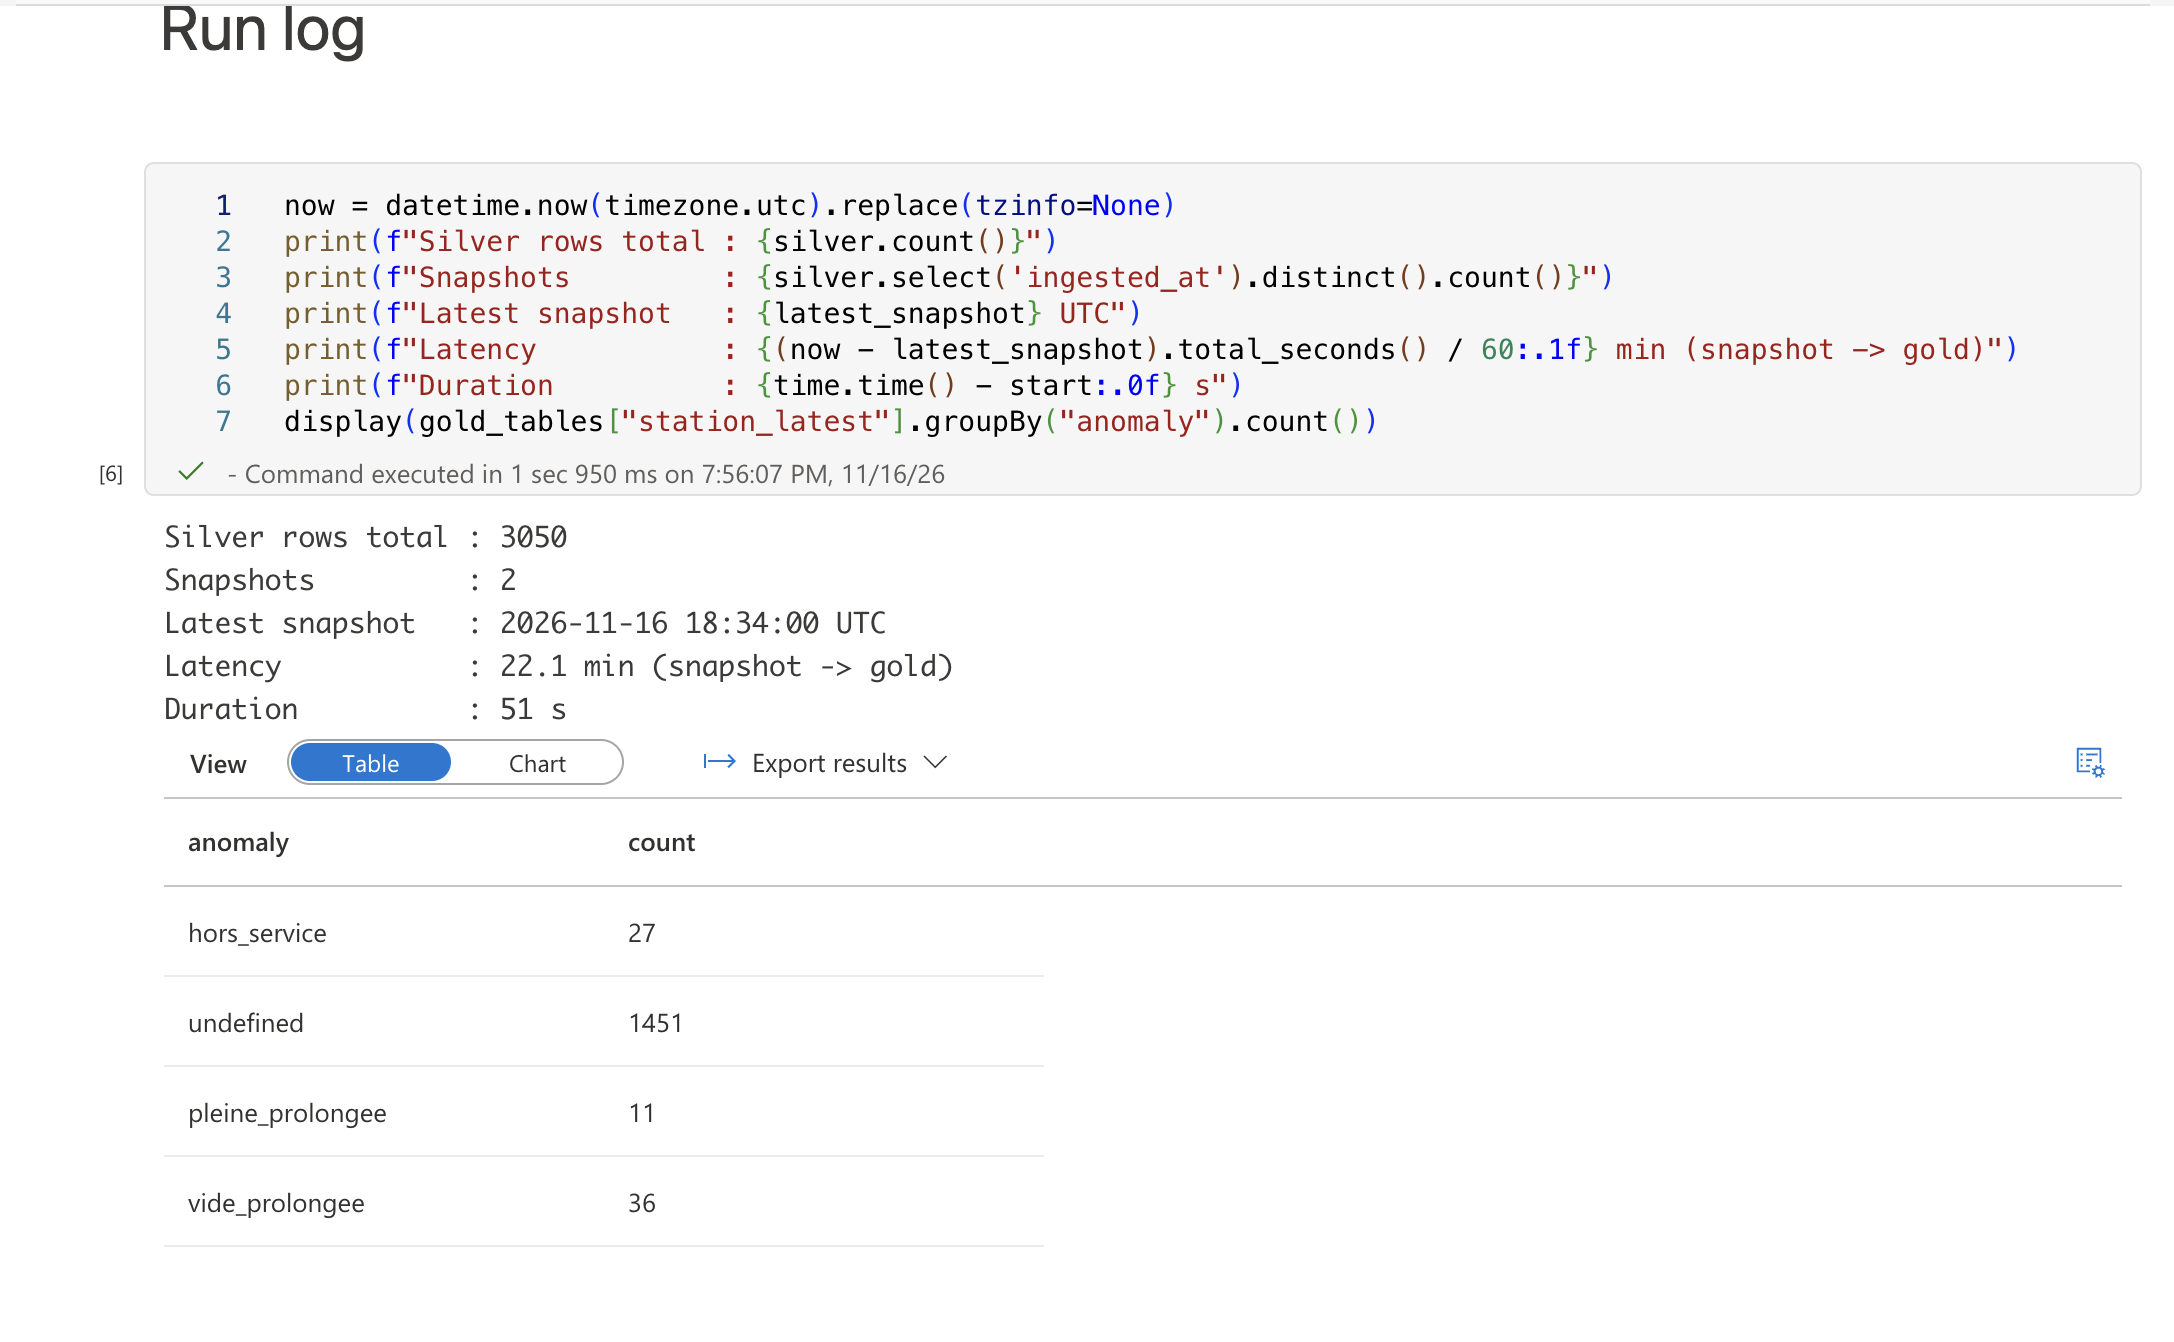 Run log
1 now = datetime.now(timezone.utc).replace(tzinfo=None)
2 print(f"Silver rows total : {silver.count()}")
3 print(f"Snapshots         : {silver.select('ingested_at').distinct().count()}")
4 print(f"Latest snapshot   : {latest_snapshot} UTC")
5 print(f"Latency           : {(now - latest_snapshot).total_seconds() / 60:.1f} min (snapshot -> gold)")
6 print(f"Duration          : {time.time() - start:.0f} s")
7 display(gold_tables["station_latest"].groupBy("anomaly").count())
[6] - Command executed in 1 sec 950 ms on 7:56:07 PM, 11/16/26
Silver rows total : 3050
Snapshots         : 2
Latest snapshot   : 2026-11-16 18:34:00 UTC
Latency           : 22.1 min (snapshot -> gold)
Duration          : 51 s
View Table Chart Export results
anomaly count
hors_service 27
undefined 1451
pleine_prolongee 11
vide_prolongee 36